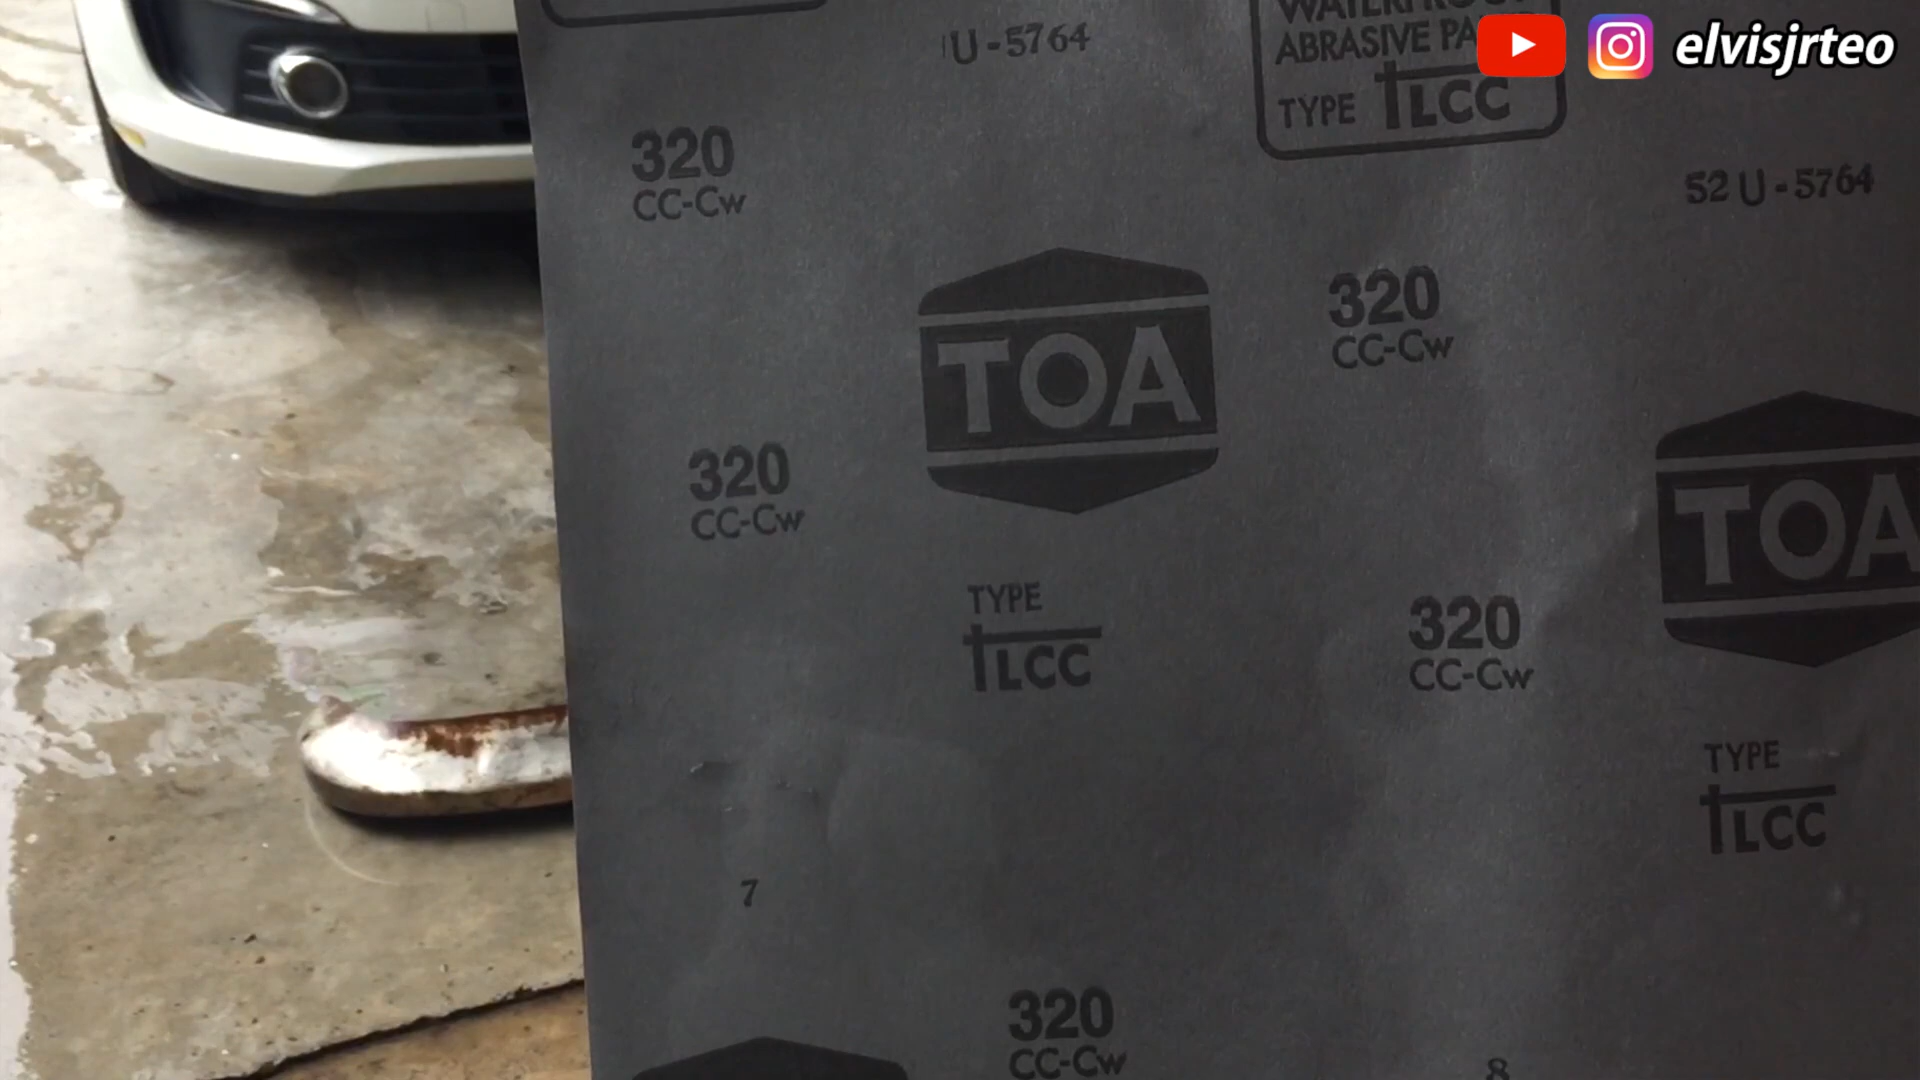 WATERPROOF
ABRASIVE PA
TYPE TLCC
U-5764
elvisjrteo
320
CC-Cw
52 U-5764
TOA
320
CC-Cw
320
CC-Cw
TOA
TYPE
TLCC
320
CC-Cw
TYPE
TLCC
7
320
CC-Cw
8